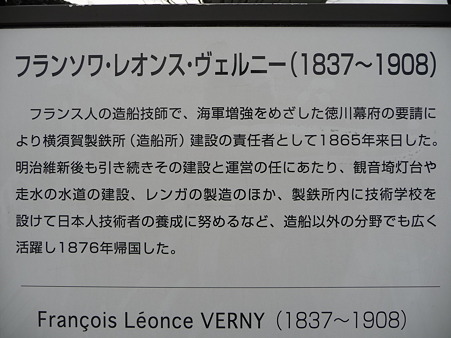 フランソワ・レオンス・ヴェルニー(1837～1908)
フランス人の造船技師で、海軍増強をめざした徳川幕府の要請に
より横須賀製鉄所(造船所)建設の責任者として1865年来日した。
明治維新後も引き続きその建設と運営の任にあたり、観音埼灯台や
走水の水道の建設、レンガの製造のほか、製鉄所内に技術学校を
設けて日本人技術者の養成に努めるなど、造船以外の分野でも広く
活躍し1876年帰国した。
François Léonce VERNY (1837～1908)